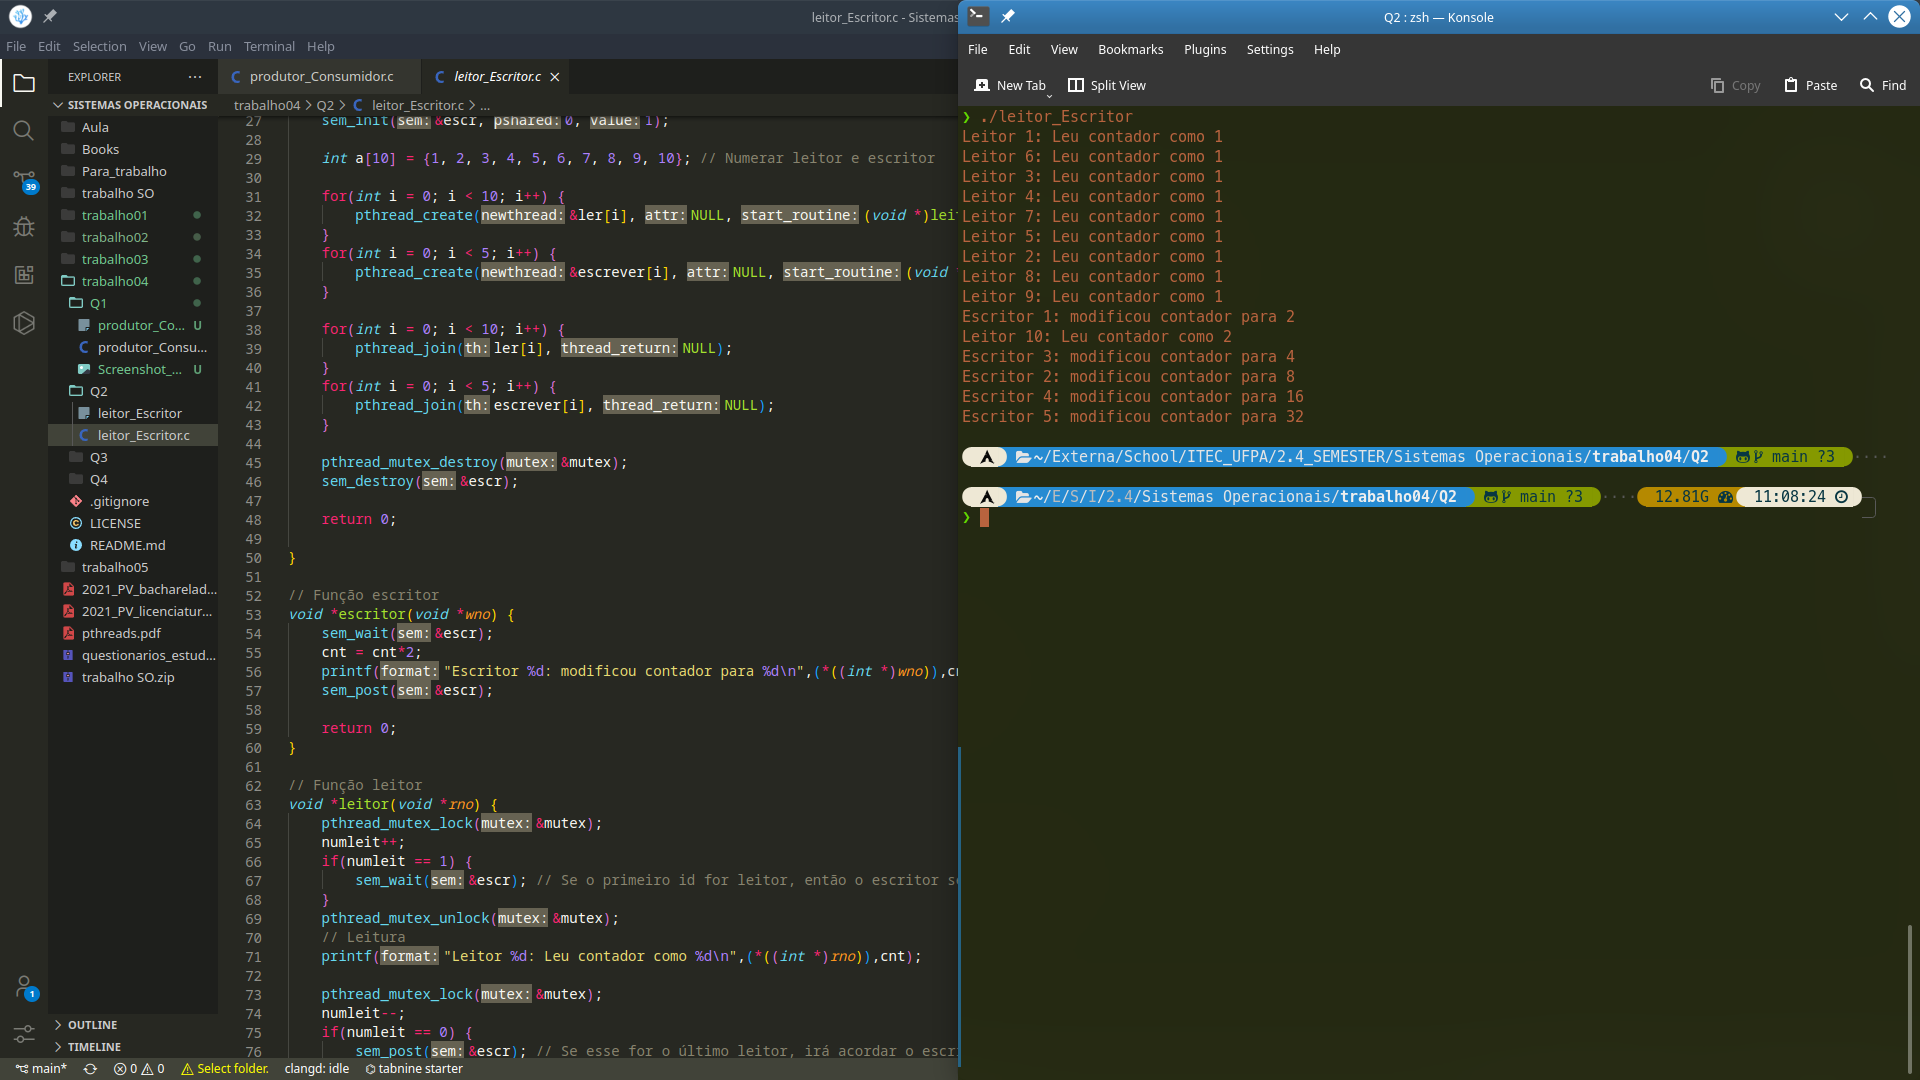 leitor_Escritor.c - Sistemas
File Edit Selection View Go Run Terminal Help
EXPLORER
SISTEMAS OPERACIONAIS
Aula
Books
Para_trabalho
trabalho SO
trabalho01
trabalho02
trabalho03
trabalho04
Q1
produtor_Co... U
produtor_Consu...
Screenshot_... U
Q2
leitor_Escritor
leitor_Escritor.c
Q3
Q4
.gitignore
LICENSE
README.md
trabalho05
2021_PV_bacharelad...
2021_PV_licenciatur...
pthreads.pdf
questionarios_estud...
trabalho SO.zip
OUTLINE
TIMELINE
39
1
produtor_Consumidor.c leitor_Escritor.c
trabalho04 > Q2 > leitor_Escritor.c > ...
27 sem_init(sem: &escr, pshared: 0, value: 1);
28
29 int a[10] = {1, 2, 3, 4, 5, 6, 7, 8, 9, 10}; // Numerar leitor e escritor
30
31 for(int i = 0; i < 10; i++) {
32 pthread_create(newthread: &ler[i], attr: NULL, start_routine: (void *)lei
33 }
34 for(int i = 0; i < 5; i++) {
35 pthread_create(newthread: &escrever[i], attr: NULL, start_routine: (void
36 }
37
38 for(int i = 0; i < 10; i++) {
39 pthread_join(th: ler[i], thread_return: NULL);
40 }
41 for(int i = 0; i < 5; i++) {
42 pthread_join(th: escrever[i], thread_return: NULL);
43 }
44
45 pthread_mutex_destroy(mutex: &mutex);
46 sem_destroy(sem: &escr);
47
48 return 0;
49
50 }
51
52 // Função escritor
53 void *escritor(void *wno) {
54 sem_wait(sem: &escr);
55 cnt = cnt*2;
56 printf(format: "Escritor %d: modificou contador para %d\n",(*((int *)wno)),c
57 sem_post(sem: &escr);
58
59 return 0;
60 }
61
62 // Função leitor
63 void *leitor(void *rno) {
64 pthread_mutex_lock(mutex: &mutex);
65 numleit++;
66 if(numleit == 1) {
67 sem_wait(sem: &escr); // Se o primeiro id for leitor, então o escritor s
68 }
69 pthread_mutex_unlock(mutex: &mutex);
70 // Leitura
71 printf(format: "Leitor %d: Leu contador como %d\n",(*((int *)rno)),cnt);
72
73 pthread_mutex_lock(mutex: &mutex);
74 numleit--;
75 if(numleit == 0) {
76 sem_post(sem: &escr); // Se esse for o último leitor, irá acordar o escri
main* 0 0 Select folder. clangd: idle tabnine starter
Q2 : zsh — Konsole
File Edit View Bookmarks Plugins Settings Help
New Tab Split View Copy Paste Find
❯ ./leitor_Escritor
Leitor 1: Leu contador como 1
Leitor 6: Leu contador como 1
Leitor 3: Leu contador como 1
Leitor 4: Leu contador como 1
Leitor 7: Leu contador como 1
Leitor 5: Leu contador como 1
Leitor 2: Leu contador como 1
Leitor 8: Leu contador como 1
Leitor 9: Leu contador como 1
Escritor 1: modificou contador para 2
Leitor 10: Leu contador como 2
Escritor 3: modificou contador para 4
Escritor 2: modificou contador para 8
Escritor 4: modificou contador para 16
Escritor 5: modificou contador para 32
~/Externa/School/ITEC_UFPA/2.4_SEMESTER/Sistemas Operacionais/trabalho04/Q2 main ?3 ····
~/E/S/I/2.4/Sistemas Operacionais/trabalho04/Q2 main ?3 ···· 12.81G 11:08:24
❯